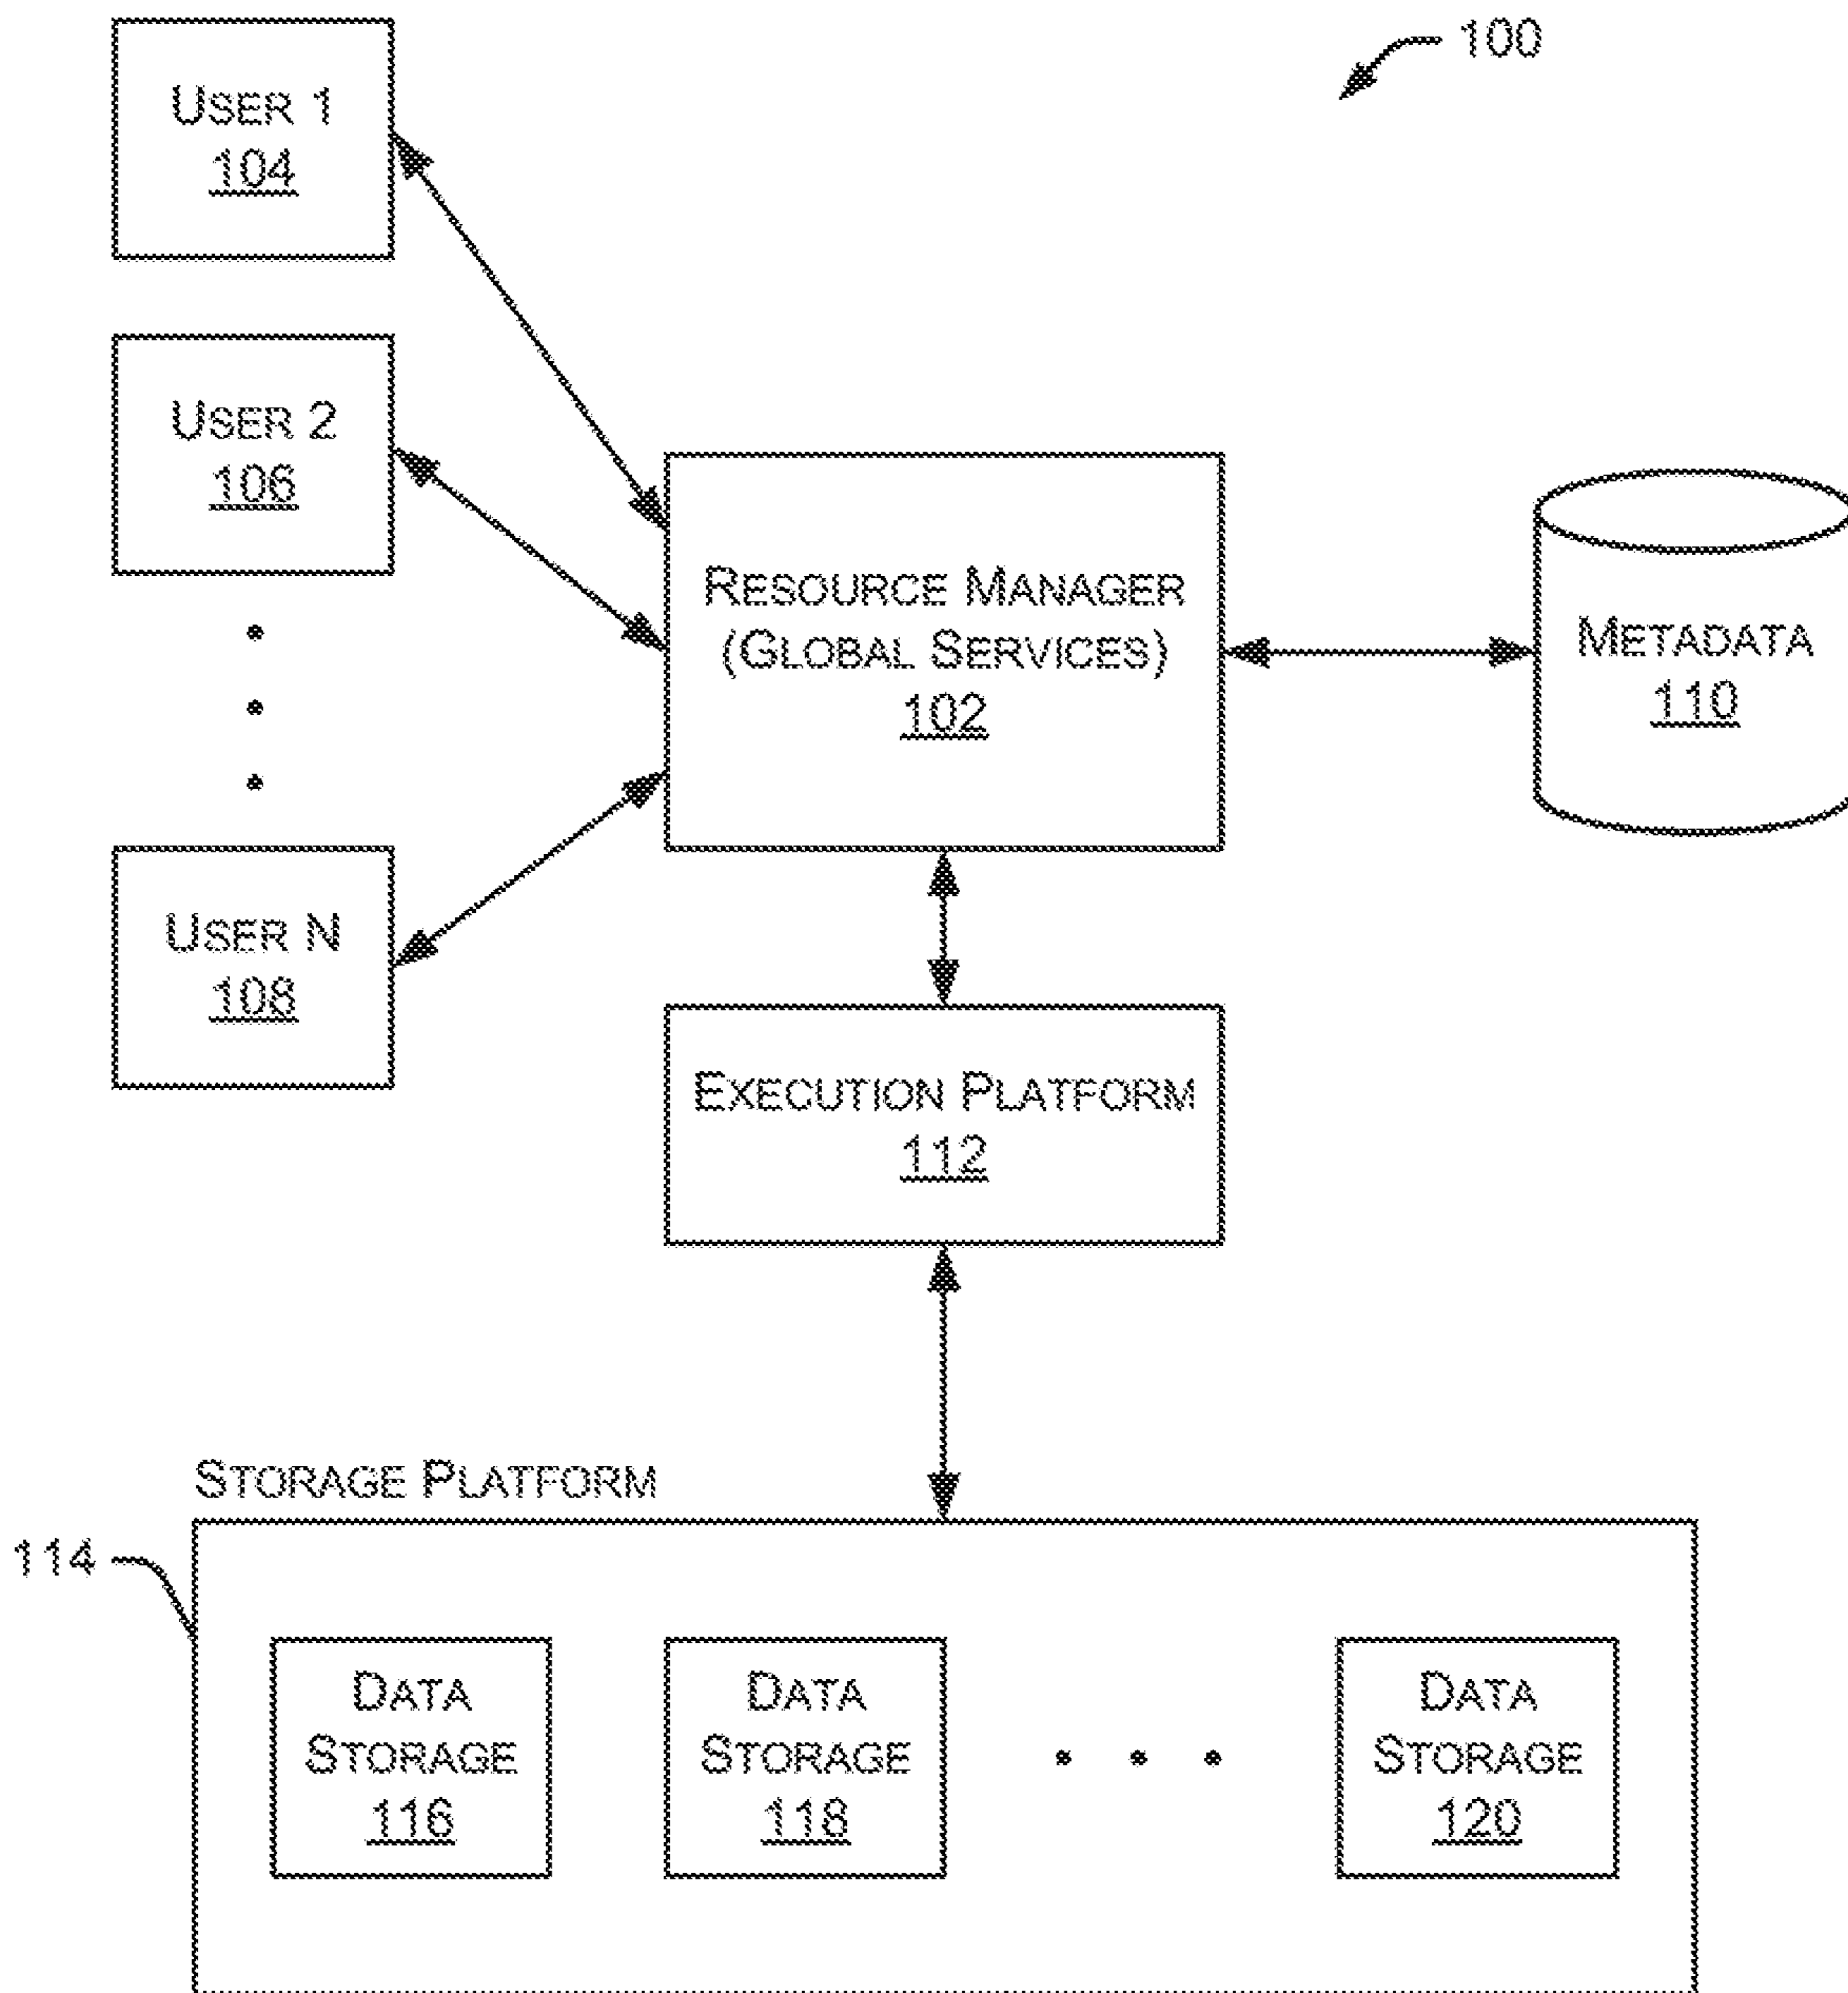 100
USER 1
104
USER 2
106
USER N
108
RESOURCE MANAGER
(GLOBAL SERVICES)
102
METADATA
110
EXECUTION PLATFORM
112
STORAGE PLATFORM
114
DATA
STORAGE
116
DATA
STORAGE
118
DATA
STORAGE
120